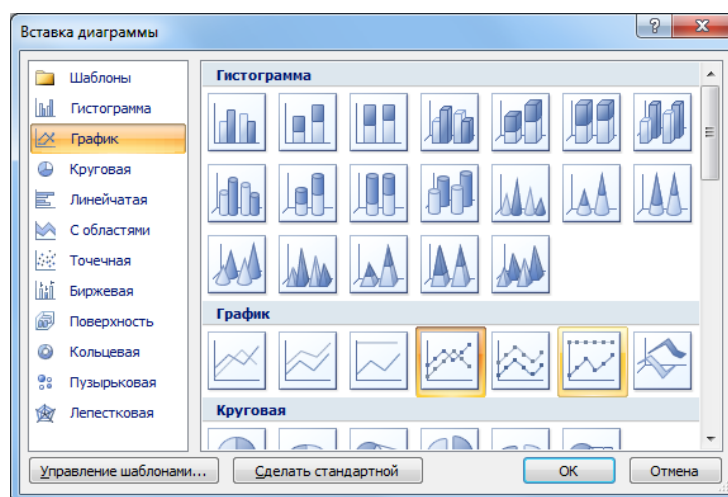 Вставка диаграммы
Шаблоны
Гистограмма
График
Круговая
Линейчатая
С областями
Точечная
Биржевая
Поверхность
Кольцевая
Пузырьковая
Лепестковая
Гистограмма
График
Круговая
Управление шаблонами...
Сделать стандартной
ОК
Отмена